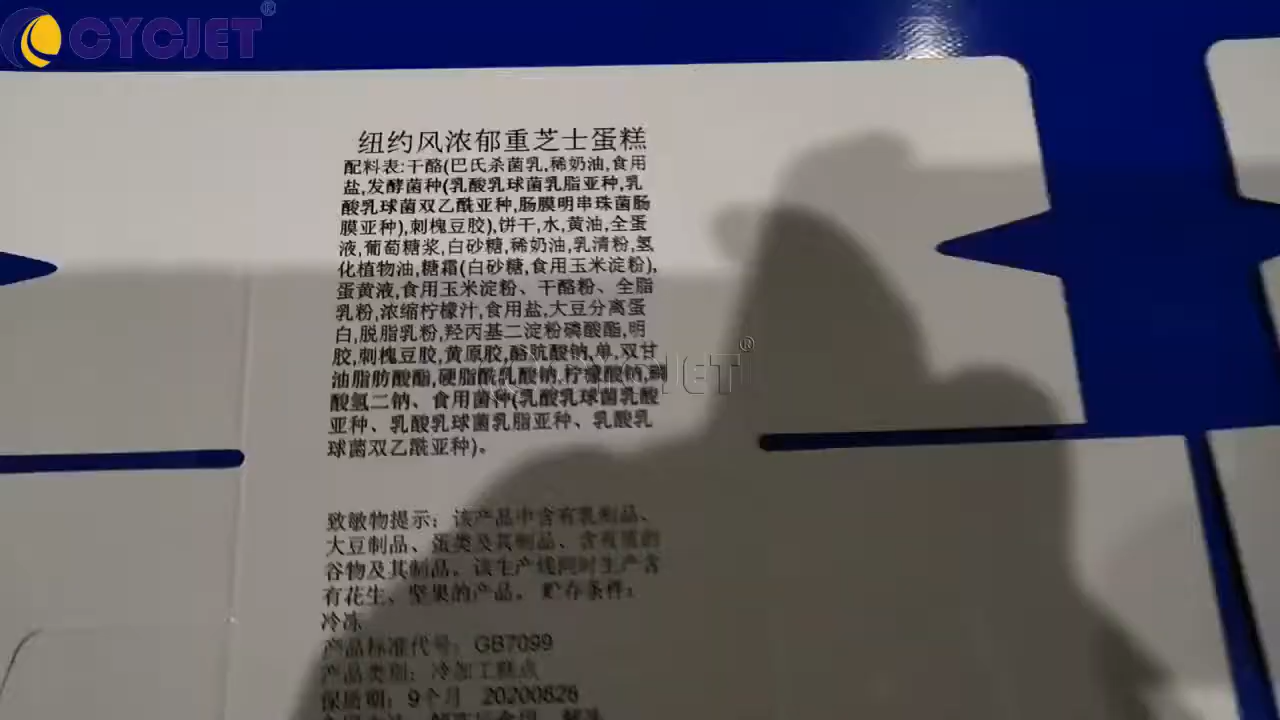 CYCJET®
纽约风浓郁重芝士蛋糕
配料表:干酪(巴氏杀菌乳,稀奶油,食用
盐,发酵菌种(乳酸乳球菌乳脂亚种,乳
酸乳球菌双乙酰亚种,肠膜明串珠菌肠
膜亚种),刺槐豆胶),饼干,水,黄油,全蛋
液,葡萄糖浆,白砂糖,稀奶油,乳清粉,氢
化植物油,糖霜(白砂糖,食用玉米淀粉),
蛋黄液,食用玉米淀粉、干酪粉、全脂
乳粉,浓缩柠檬汁,食用盐,大豆分离蛋
白,脱脂乳粉,羟丙基二淀粉磷酸酯,明
胶,刺槐豆胶,黄原胶,酪朊酸钠,单,双甘
油脂肪酸酯,硬脂酰乳酸钠,柠檬酸钠,磷
酸氢二钠、食用菌种(乳酸乳球菌乳酸
亚种、乳酸乳球菌乳脂亚种、乳酸乳
球菌双乙酰亚种)。
CYCJET®
致敏物提示:该产品中含有乳制品、
大豆制品、蛋类及其制品、含有麸的
谷物及其制品。该生产线同时生产含
有花生、坚果的产品。贮存条件:
冷冻
产品标准代号:GB7099
产品类别:冷加工糕点
保质期:9个月 20200828